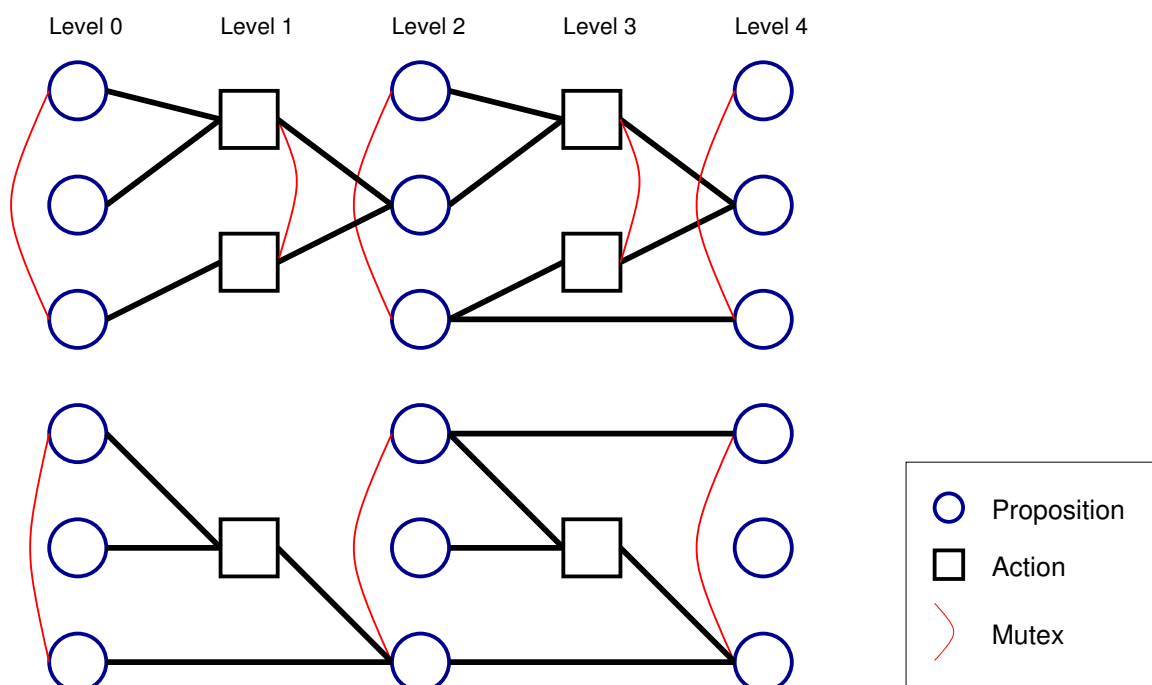 Level 0
Level 1
Level 2
Level 3
Level 4
Proposition
Action
Mutex